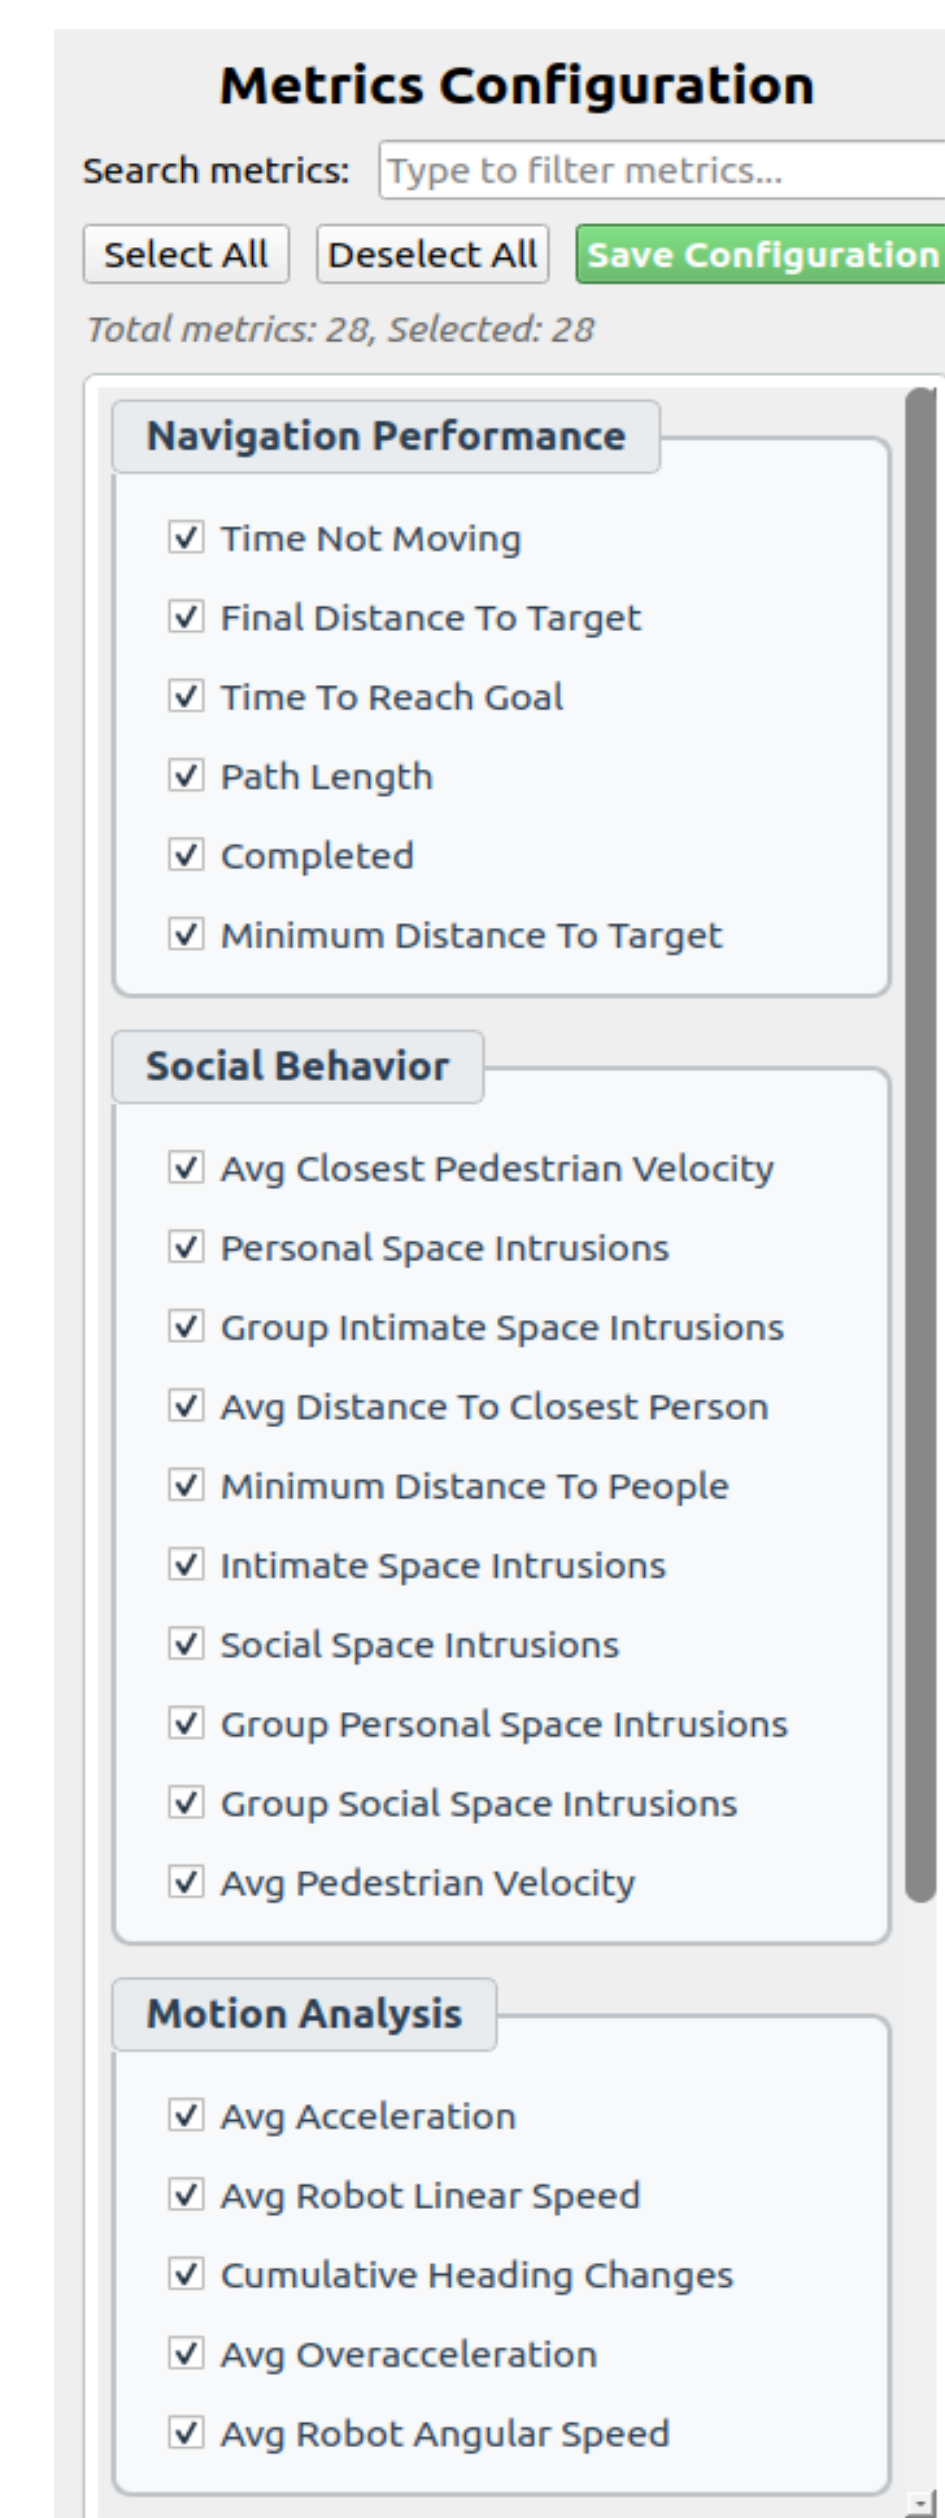 Metrics Configuration
Search metrics: Type to filter metrics...
Select All Deselect All Save Configuration
Total metrics: 28, Selected: 28
Navigation Performance
Time Not Moving
Final Distance To Target
Time To Reach Goal
Path Length
Completed
Minimum Distance To Target
Social Behavior
Avg Closest Pedestrian Velocity
Personal Space Intrusions
Group Intimate Space Intrusions
Avg Distance To Closest Person
Minimum Distance To People
Intimate Space Intrusions
Social Space Intrusions
Group Personal Space Intrusions
Group Social Space Intrusions
Avg Pedestrian Velocity
Motion Analysis
Avg Acceleration
Avg Robot Linear Speed
Cumulative Heading Changes
Avg Overacceleration
Avg Robot Angular Speed